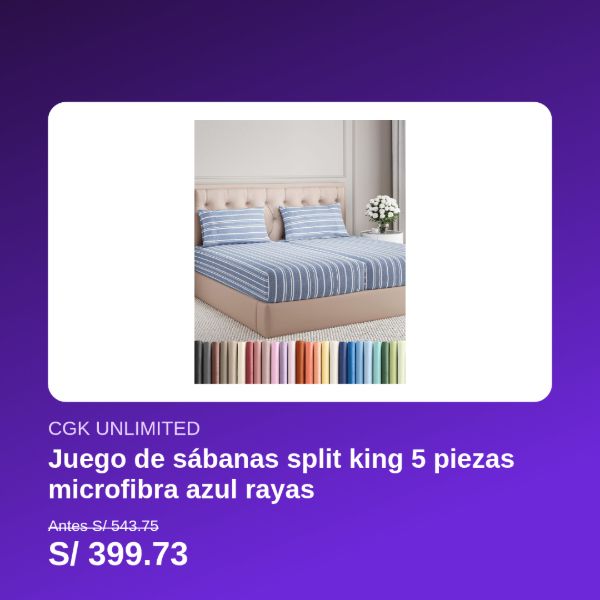 CGK UNLIMITED
Juego de sábanas split king 5 piezas
microfibra azul rayas
Antes S/ 543.75
S/ 399.73